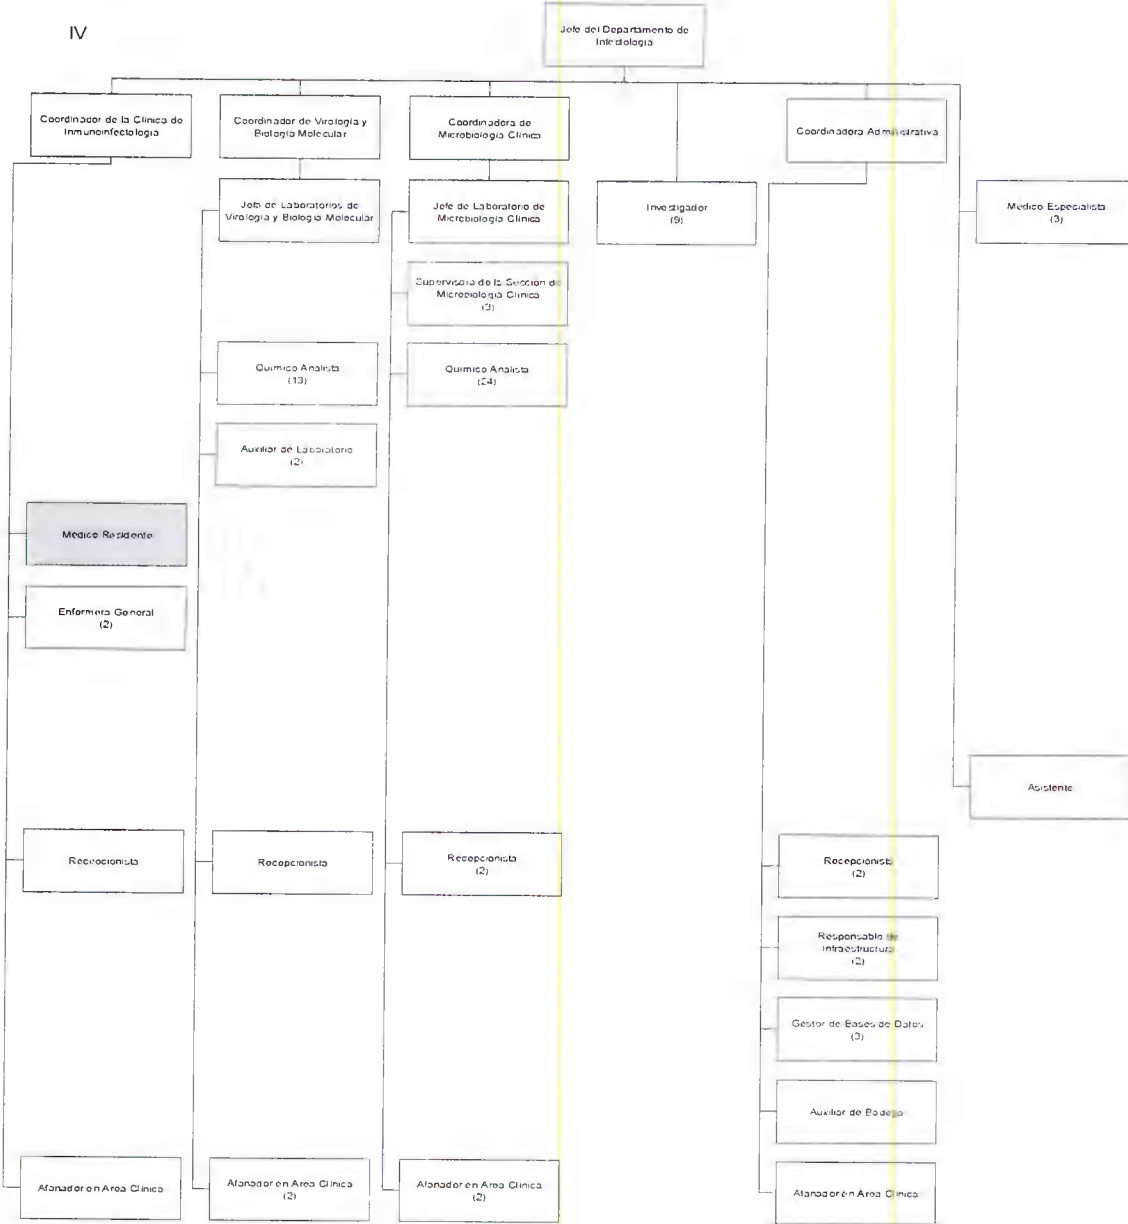 IV
Jefe del Departamento de
Infectología
Coordinador de la Clínica de
Inmunoinfectología
Coordinador de Virología y
Biología Molecular
Coordinadora de
Microbiología Clínica
Coordinadora Administrativa
Jefe de Laboratorios de
Virología y Biología Molecular
Jefe de Laboratorio de
Microbiología Clínica
Investigador
(9)
Médico Especialista
(3)
Supervisora de la Sección de
Microbiología Clínica
(3)
Químico Analista
(13)
Químico Analista
(24)
Auxiliar de Laboratorio
(2)
Médico Residente
Enfermera General
(2)
Asistente
Recepcionista
Recepcionista
Recepcionista
(2)
Recepcionista
(2)
Responsable de
Infraestructura
(2)
Gestor de Bases de Datos
(3)
Auxiliar de Bodega
Afanador en Area Clínica
Afanador en Area Clínica
(2)
Afanador en Area Clínica
(2)
Afanador en Area Clínica